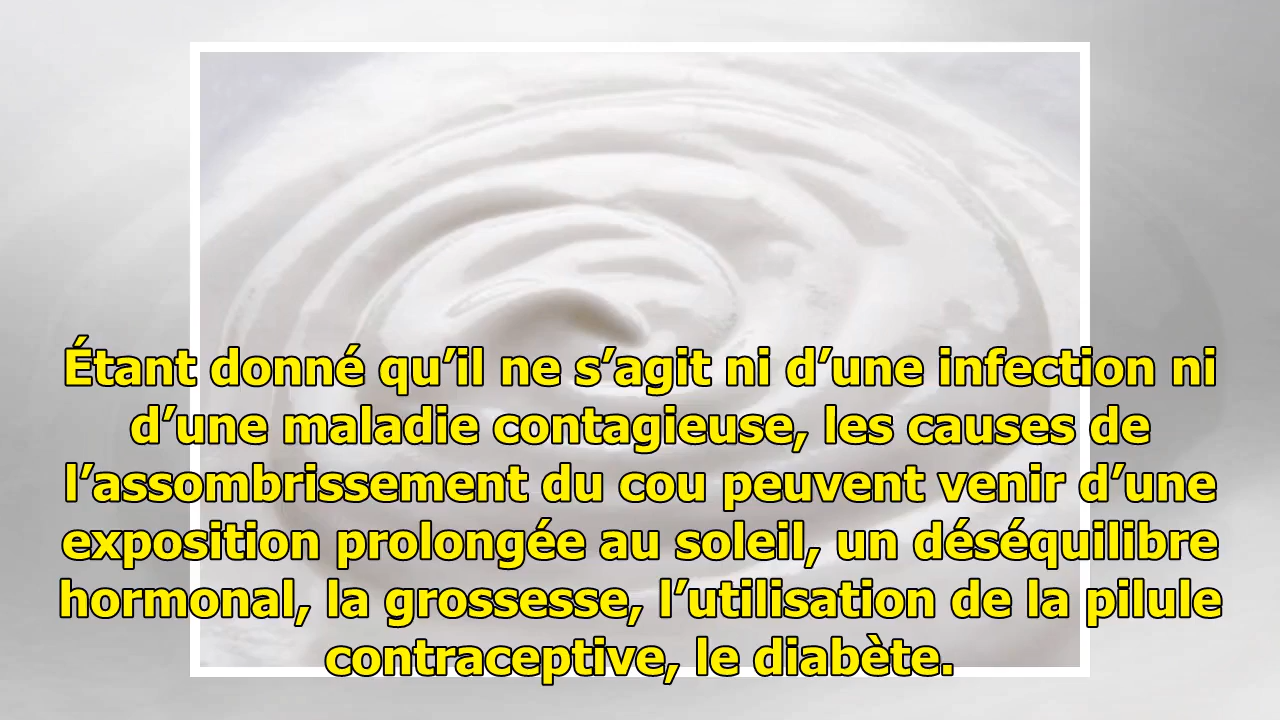 Étant donné qu’il ne s’agit ni d’une infection ni
d’une maladie contagieuse, les causes de
l’assombrissement du cou peuvent venir d’une
exposition prolongée au soleil, un déséquilibre
hormonal, la grossesse, l’utilisation de la pilule
contraceptive, le diabète.